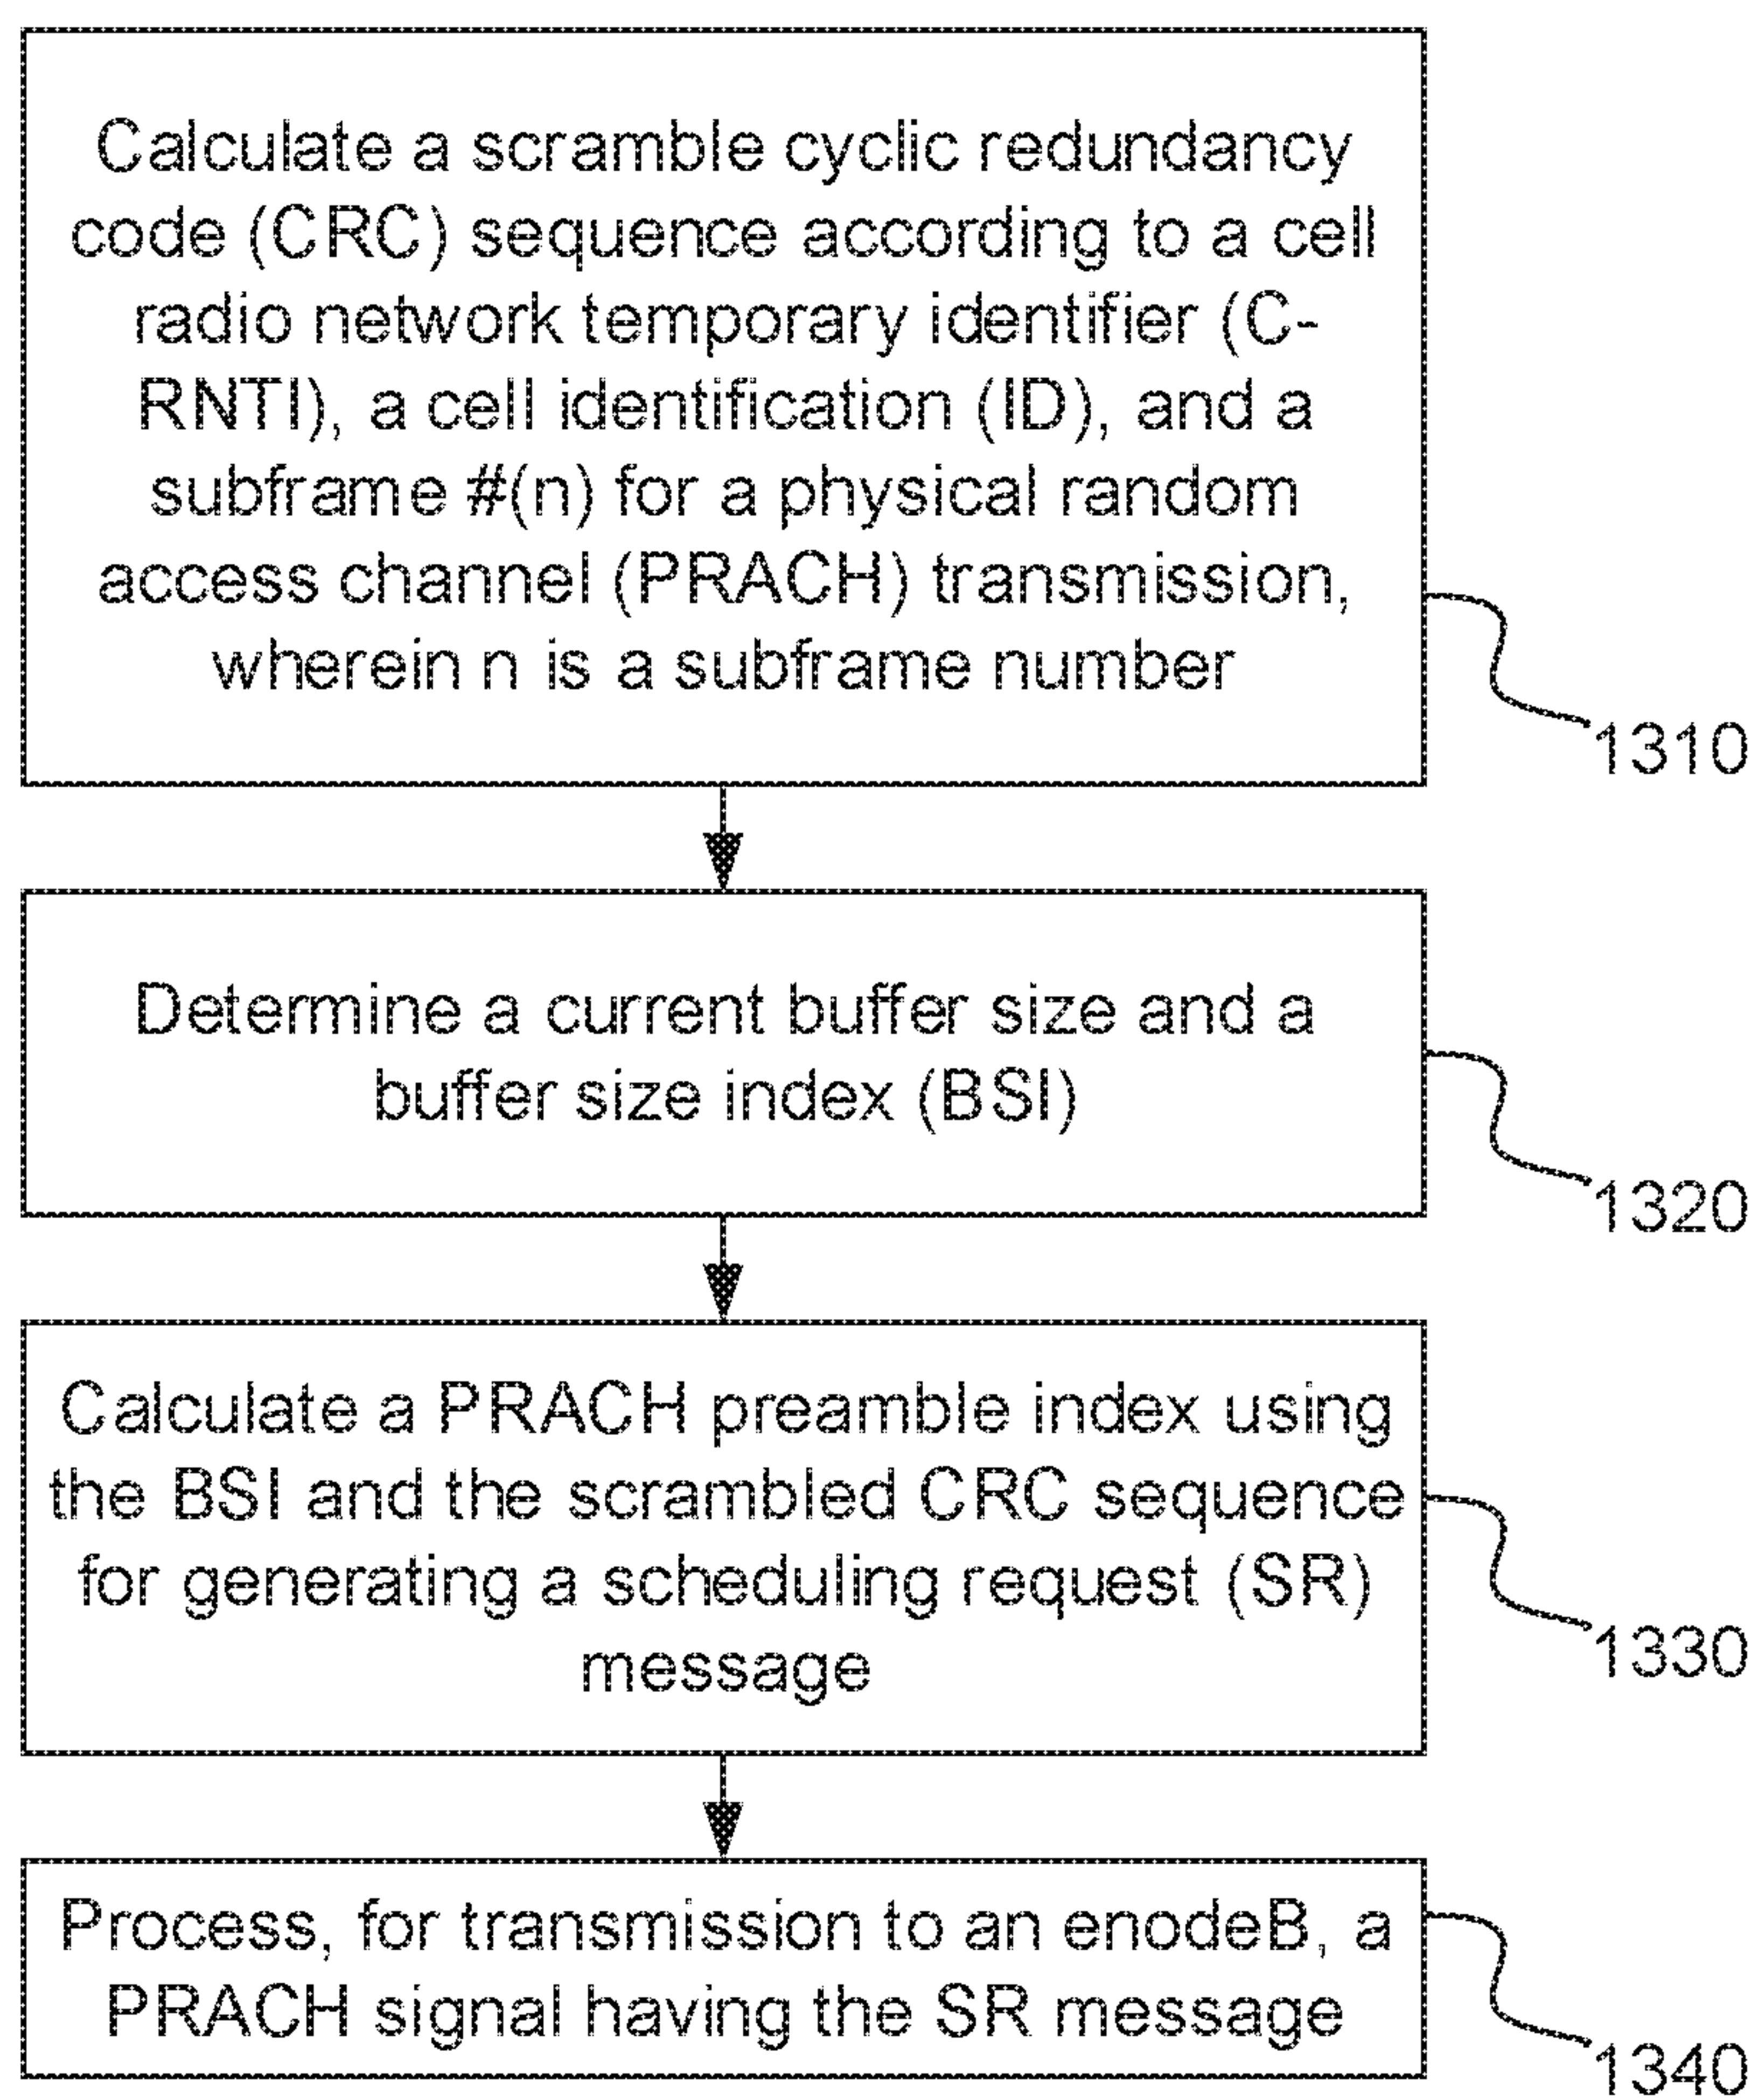 Calculate a scramble cyclic redundancy
code (CRC) sequence according to a cell
radio network temporary identifier (C-
RNTI), a cell identification (ID), and a
subframe #(n) for a physical random
access channel (PRACH) transmission,
wherein n is a subframe number
1310
Determine a current buffer size and a
buffer size index (BSI)
1320
Calculate a PRACH preamble index using
the BSI and the scrambled CRC sequence
for generating a scheduling request (SR)
message
1330
Process, for transmission to an enodeB, a
PRACH signal having the SR message
1340